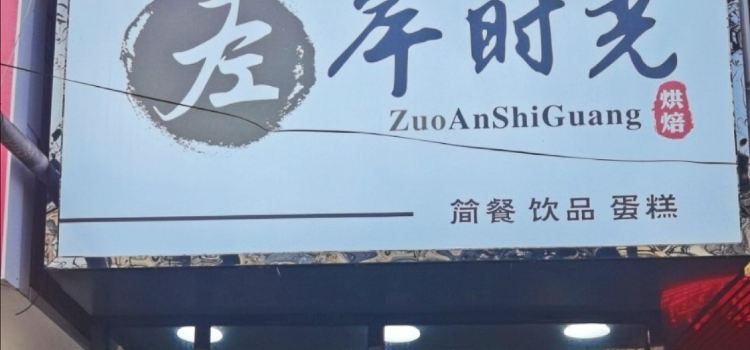 左岸时光
ZuoAnShiGuang
烘焙
简餐 饮品 蛋糕